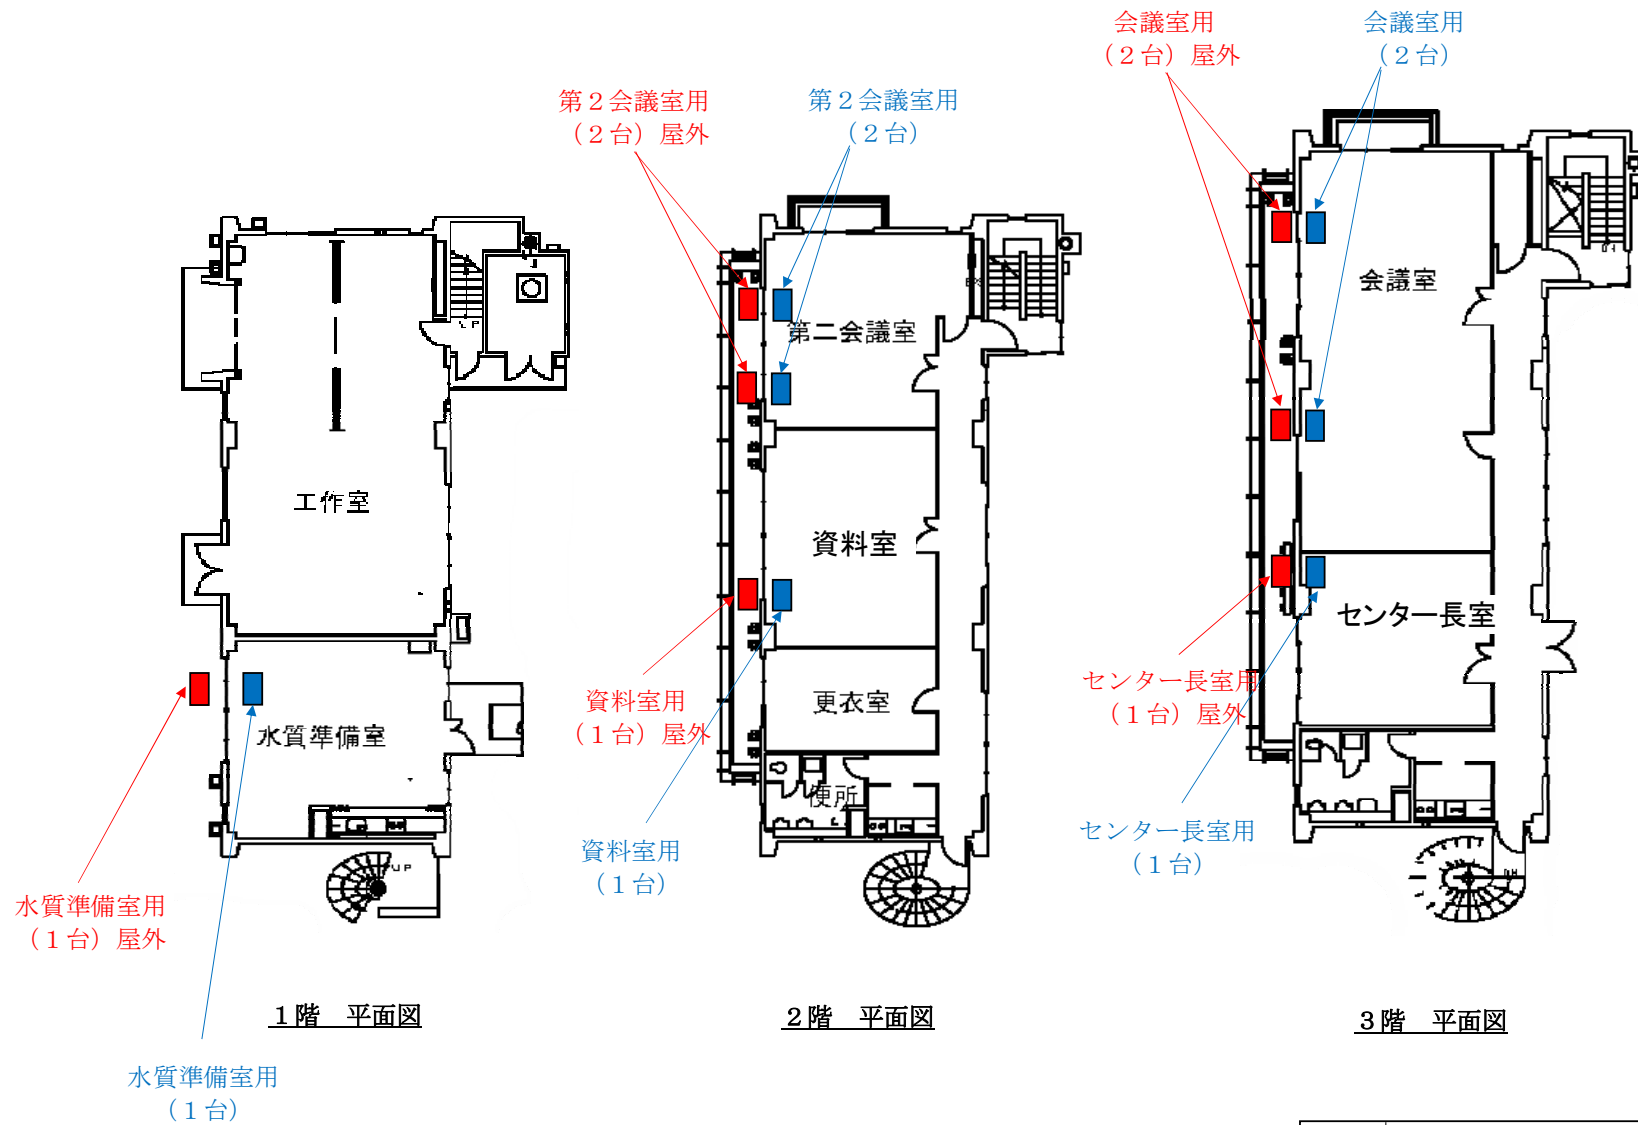 会議室用
（２台）屋外
会議室用
（２台）
第２会議室用
（２台）屋外
第２会議室用
（２台）
会議室
第二会議室
工作室
UP
資料室
センター長室
更衣室
水質準備室
便所
UP
資料室用
（１台）屋外
センター長室用
（１台）屋外
資料室用
（１台）
センター長室用
（１台）
水質準備室用
（１台）屋外
水質準備室用
（１台）
１階　平面図
２階　平面図
３階　平面図